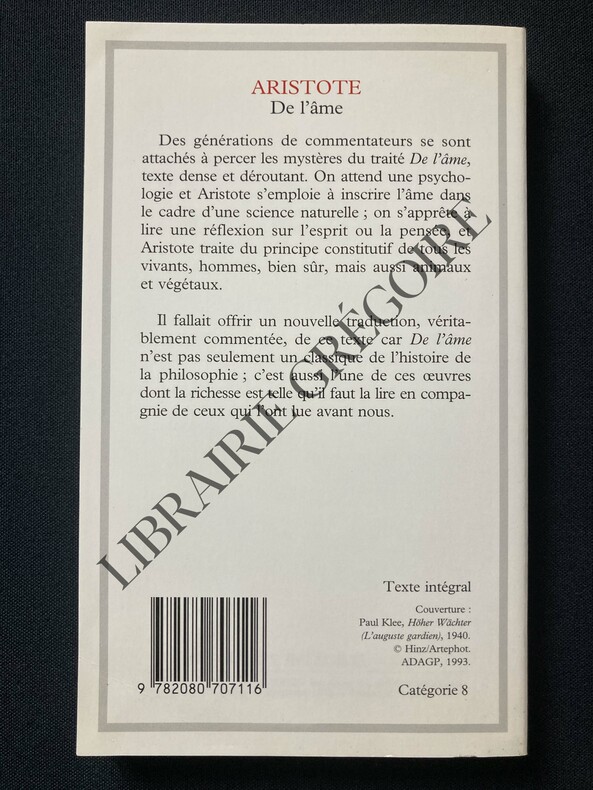 ARISTOTE
De l'âme
Des générations de commentateurs se sont
attachés à percer les mystères du traité De l'âme,
texte dense et déroutant. On attend une psycho-
logie et Aristote s'emploie à inscrire l'âme dans
le cadre d'une science naturelle ; on s'apprête à
lire une réflexion sur l'esprit ou la pensée, et
Aristote traite du principe constitutif de tous les
vivants, hommes, bien sûr, mais aussi animaux
et végétaux.
Il fallait offrir un nouvelle traduction, vérita-
blement commentée, de ce texte car De l'âme
n'est pas seulement un classique de l'histoire de
la philosophie ; c'est aussi l'une de ces œuvres
dont la richesse est telle qu'il faut la lire en compa-
gnie de ceux qui l'ont lue avant nous.
LIBRAIRIE GRÉGOIRE
Texte intégral
Couverture :
Paul Klee, Höher Wächter
(L'auguste gardien), 1940.
© Hinz/Artephot.
ADAGP, 1993.
9 782080 707116
Catégorie 8